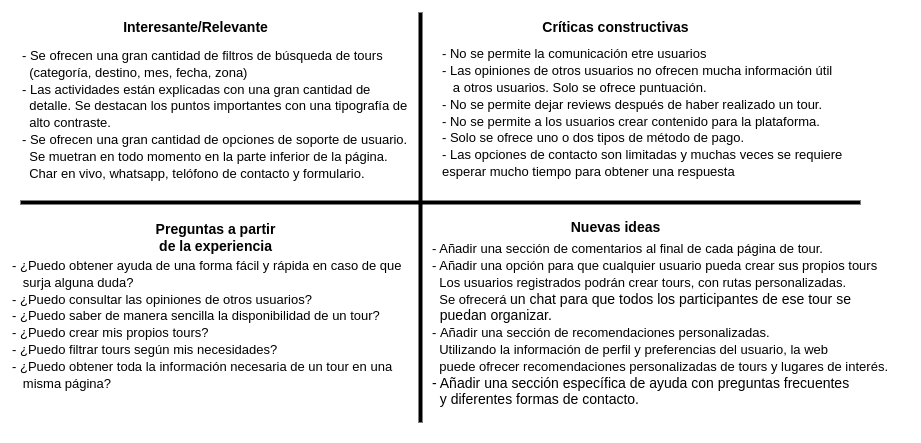 Interesante/Relevante
- Se ofrecen una gran cantidad de filtros de búsqueda de tours
(categoría, destino, mes, fecha, zona)
- Las actividades están explicadas con una gran cantidad de
detalle. Se destacan los puntos importantes con una tipografía de
alto contraste.
- Se ofrecen una gran cantidad de opciones de soporte de usuario.
Se muetran en todo momento en la parte inferior de la página.
Char en vivo, whatsapp, telófono de contacto y formulario.
Críticas constructivas
- No se permite la comunicación etre usuarios
- Las opiniones de otros usuarios no ofrecen mucha información útil
a otros usuarios. Solo se ofrece puntuación.
- No se permite dejar reviews después de haber realizado un tour.
- No se permite a los usuarios crear contenido para la plataforma.
- Solo se ofrece uno o dos tipos de método de pago.
- Las opciones de contacto son limitadas y muchas veces se requiere
esperar mucho tiempo para obtener una respuesta
Preguntas a partir
de la experiencia
- ¿Puedo obtener ayuda de una forma fácil y rápida en caso de que
surja alguna duda?
- ¿Puedo consultar las opiniones de otros usuarios?
- ¿Puedo saber de manera sencilla la disponibilidad de un tour?
- ¿Puedo crear mis propios tours?
- ¿Puedo filtrar tours según mis necesidades?
- ¿Puedo obtener toda la información necesaria de un tour en una
misma página?
Nuevas ideas
- Añadir una sección de comentarios al final de cada página de tour.
- Añadir una opción para que cualquier usuario pueda crear sus propios tours
Los usuarios registrados podrán crear tours, con rutas personalizadas.
Se ofrecerá un chat para que todos los participantes de ese tour se
puedan organizar.
- Añadir una sección de recomendaciones personalizadas.
Utilizando la información de perfil y preferencias del usuario, la web
puede ofrecer recomendaciones personalizadas de tours y lugares de interés.
- Añadir una sección específica de ayuda con preguntas frecuentes
y diferentes formas de contacto.